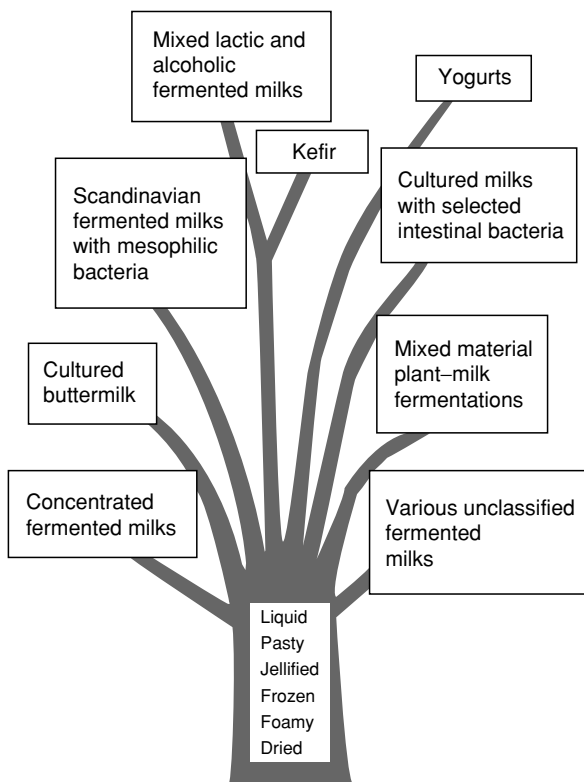 Mixed lactic and
alcoholic
fermented milks
Yogurts
Kefir
Scandinavian
fermented milks
with mesophilic
bacteria
Cultured milks
with selected
intestinal bacteria
Cultured
buttermilk
Mixed material
plant–milk
fermentations
Concentrated
fermented milks
Various unclassified
fermented
milks
Liquid
Pasty
Jellified
Frozen
Foamy
Dried